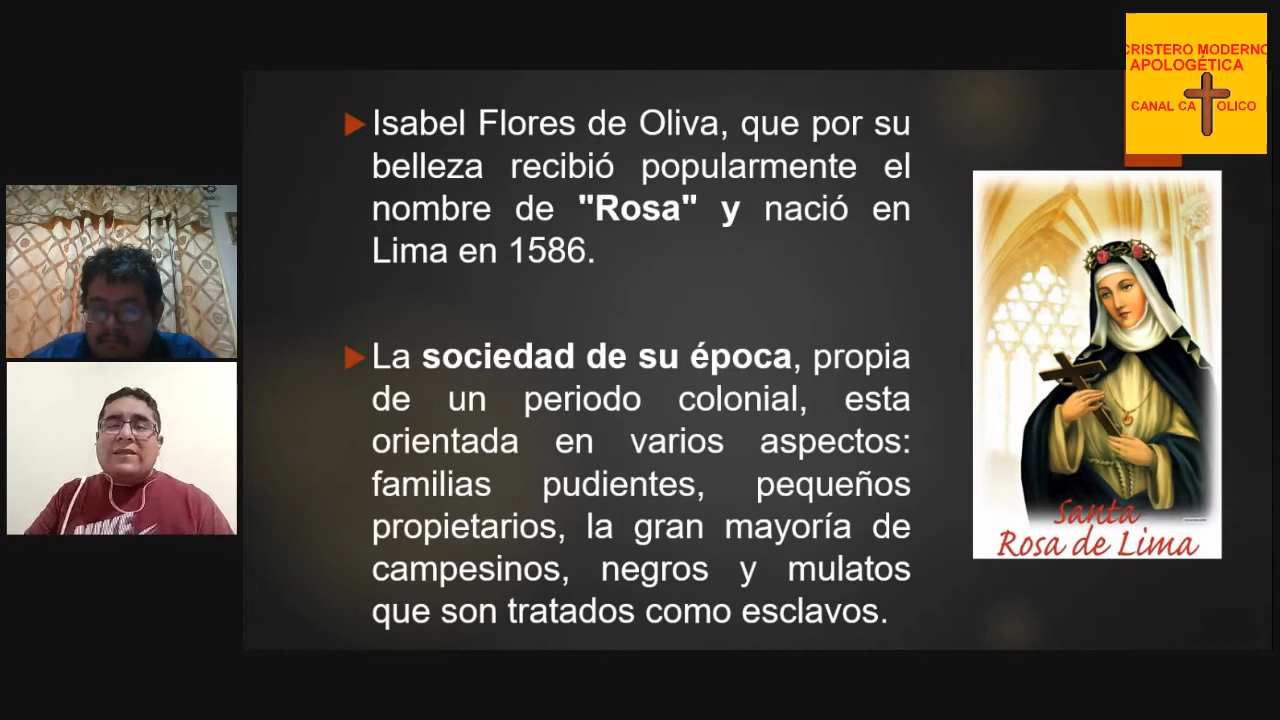 CRISTERO MODERNO
APOLOGÉTICA
CANAL CA OLICO
Isabel Flores de Oliva, que por su
belleza recibió popularmente el
nombre de "Rosa" y nació en
Lima en 1586.
La sociedad de su época, propia
de un periodo colonial, esta
orientada en varios aspectos:
familias pudientes, pequeños
propietarios, la gran mayoría de
campesinos, negros y mulatos
que son tratados como esclavos.
Santa
Rosa de Lima